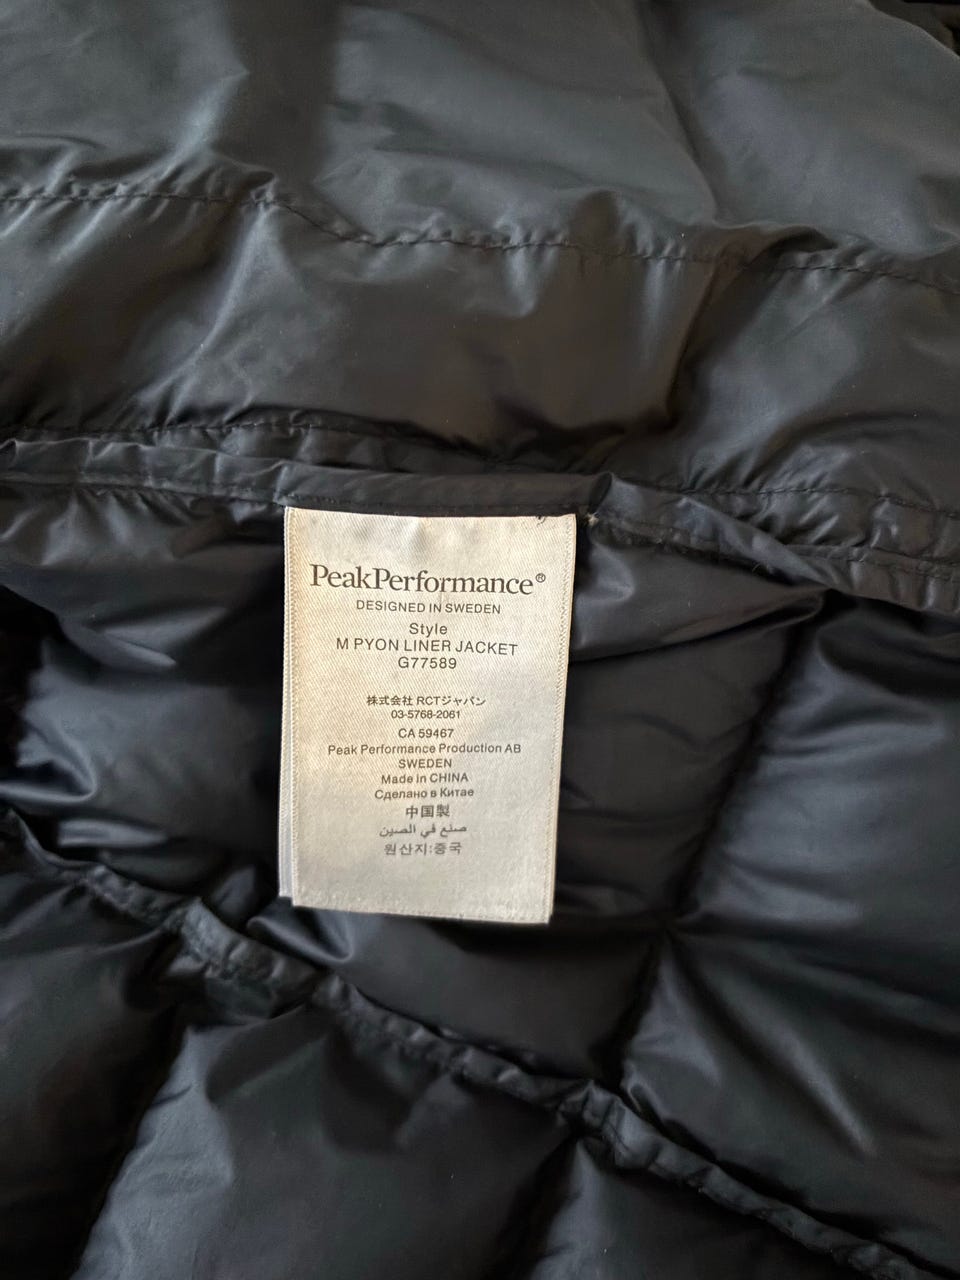 PeakPerformance®
DESIGNED IN SWEDEN
Style
M PYON LINER JACKET
G77589
株式会社 RCTジャパン
03-5768-2061
CA 59467
Peak Performance Production AB
SWEDEN
Made in CHINA
Сделано в Китае
中国製
صنع في الصين
원산지:중국